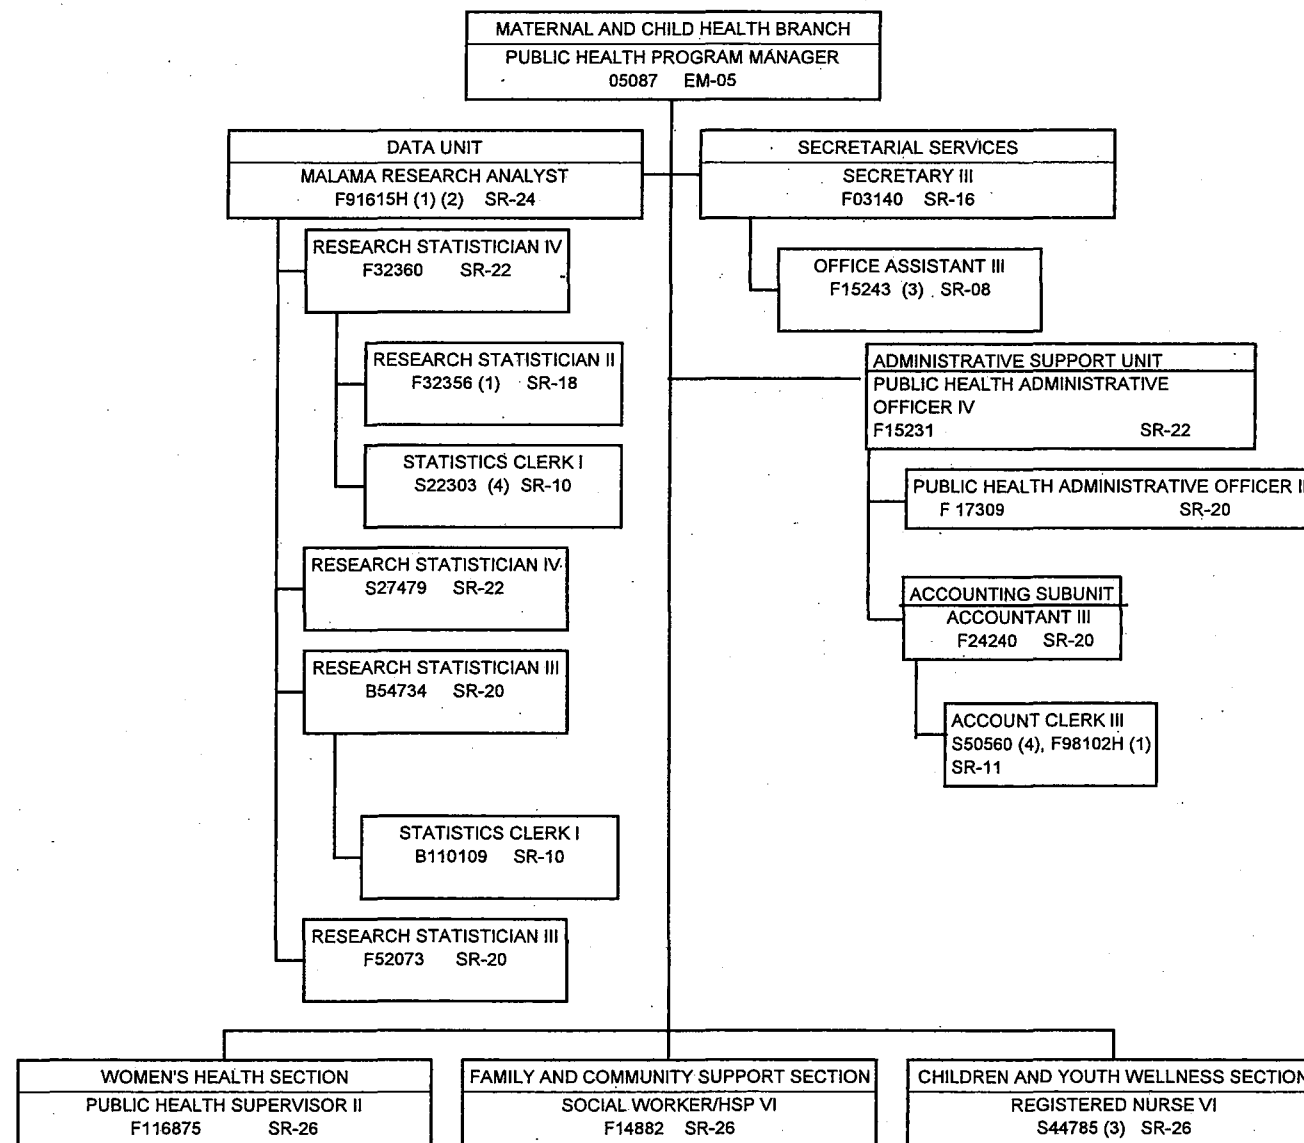 MATERNAL AND CHILD HEALTH BRANCH
PUBLIC HEALTH PROGRAM MANAGER
05087 EM-05
DATA UNIT
MALAMA RESEARCH ANALYST
F91615H (1) (2) SR-24
SECRETARIAL SERVICES
SECRETARY III
F03140 SR-16
RESEARCH STATISTICIAN IV
F32360 SR-22
OFFICE ASSISTANT III
F15243 (3) SR-08
RESEARCH STATISTICIAN II
F32356 (1) SR-18
ADMINISTRATIVE SUPPORT UNIT
PUBLIC HEALTH ADMINISTRATIVE
OFFICER IV
F15231 SR-22
STATISTICS CLERK I
S22303 (4) SR-10
PUBLIC HEALTH ADMINISTRATIVE OFFICER
F 17309 SR-20
RESEARCH STATISTICIAN IV
S27479 SR-22
ACCOUNTING SUBUNIT
ACCOUNTANT III
F24240 SR-20
RESEARCH STATISTICIAN III
B54734 SR-20
ACCOUNT CLERK III
S50560 (4), F98102H (1)
SR-11
STATISTICS CLERK I
B110109 SR-10
RESEARCH STATISTICIAN III
F52073 SR-20
WOMEN'S HEALTH SECTION
PUBLIC HEALTH SUPERVISOR II
F116875 SR-26
FAMILY AND COMMUNITY SUPPORT SECTION
SOCIAL WORKER/HSP VI
F14882 SR-26
CHILDREN AND YOUTH WELLNESS SECTION
REGISTERED NURSE VI
S44785 (3) SR-26